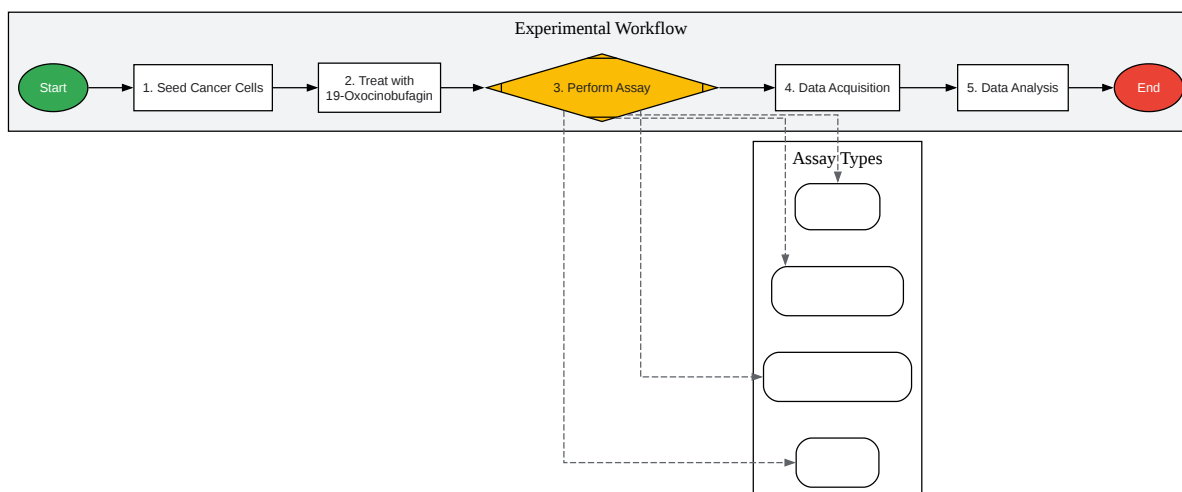 Experimental Workflow
Start
1. Seed Cancer Cells
2. Treat with
19-Oxocinobufagin
3. Perform Assay
4. Data Acquisition
5. Data Analysis
End
Assay Types